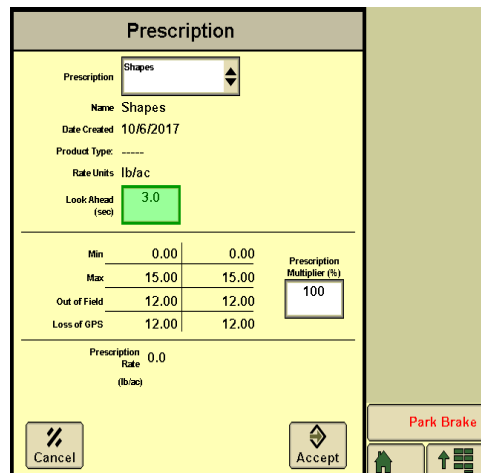 Prescription
Prescription Shapes
Name Shapes
Date Created 10/6/2017
Product Type: -----
Rate Units lb/ac
Look Ahead
(sec) 3.0
Min 0.00 0.00
Max 15.00 15.00
Out of Field 12.00 12.00
Loss of GPS 12.00 12.00
Prescription
Multiplier (%)
100
Prescription
Rate 0.0
(lb/ac)
Cancel
Accept
Park Brake